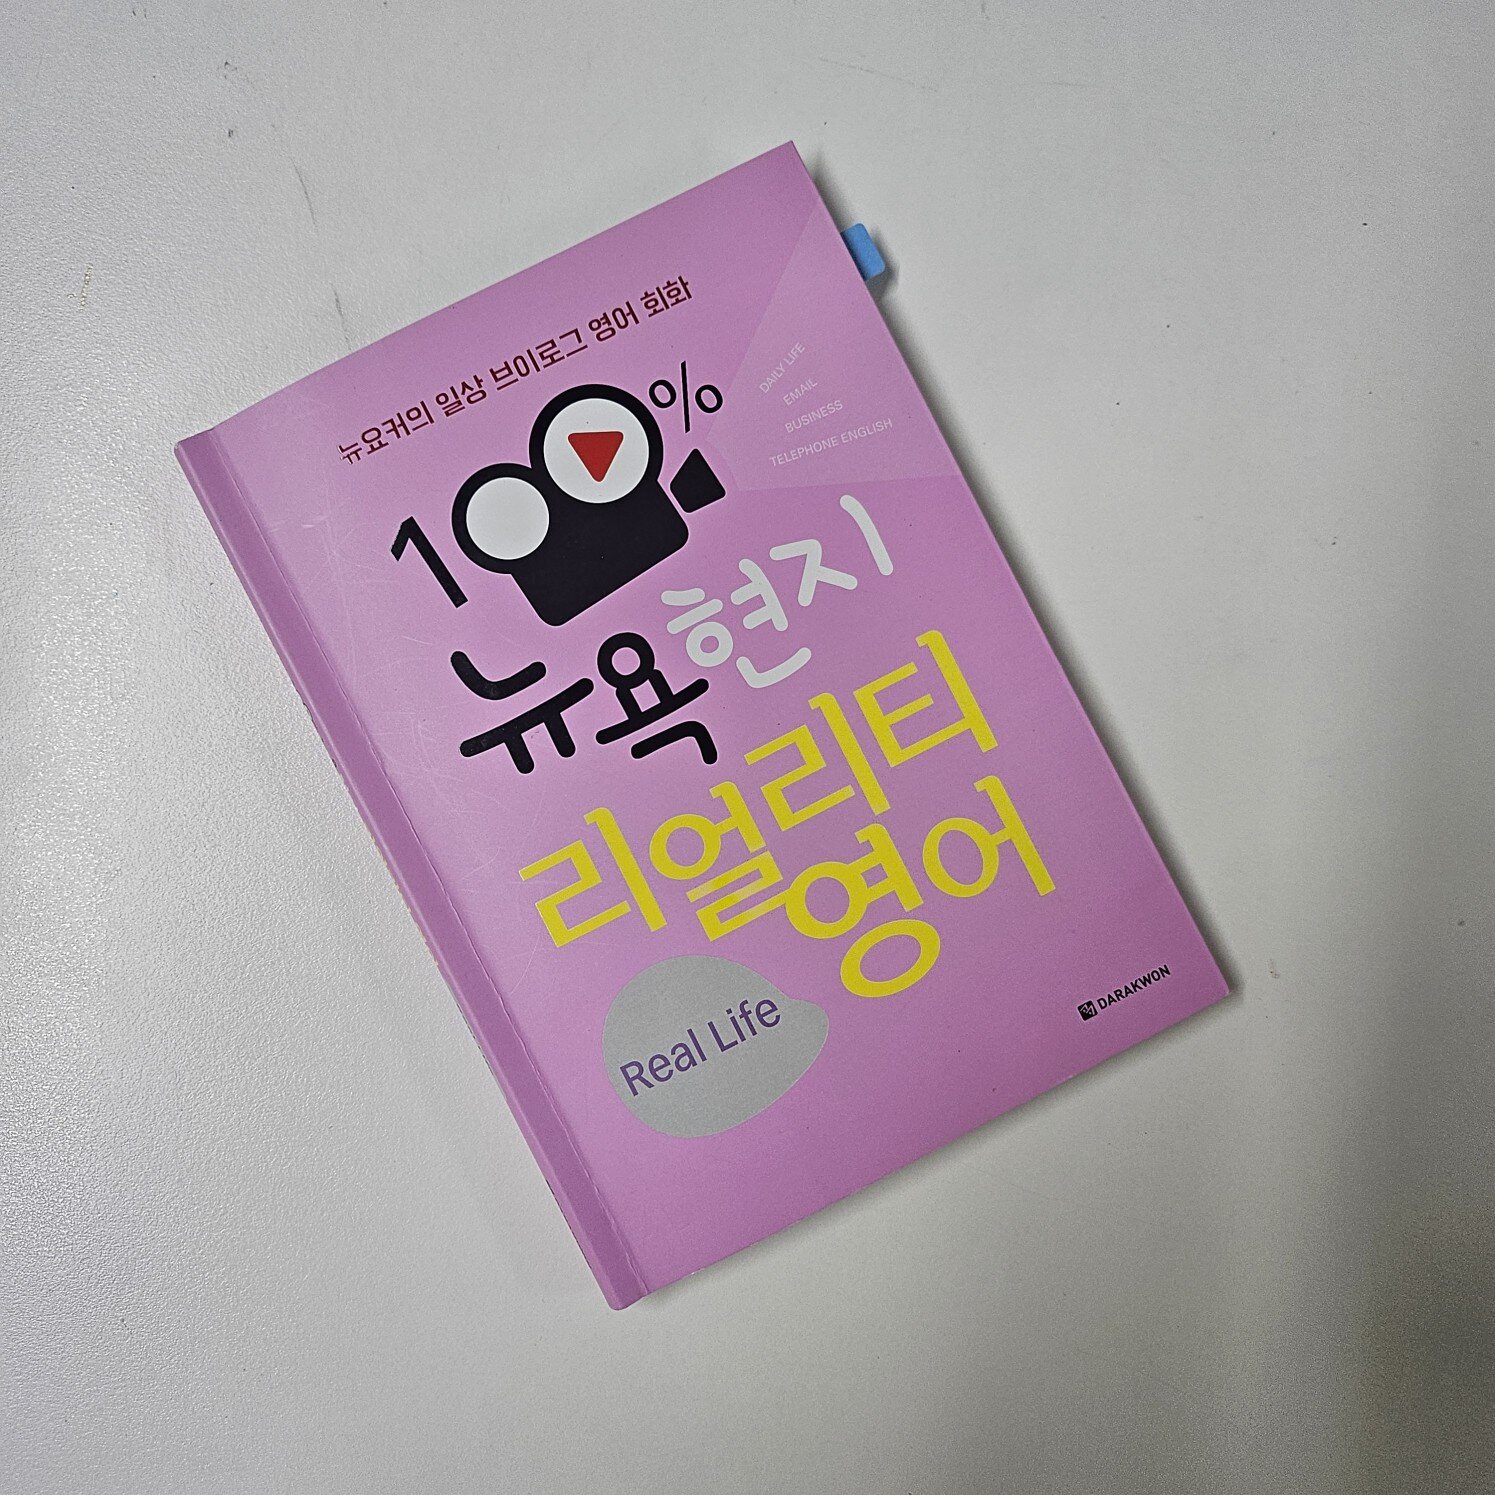 뉴요커의 일상 브이로그 영어 회화
100%
DAILY LIFE
EMAIL
BUSINESS
TELEPHONE ENGLISH
뉴욕현지
리얼리티
영어
Real Life
DARAKWON